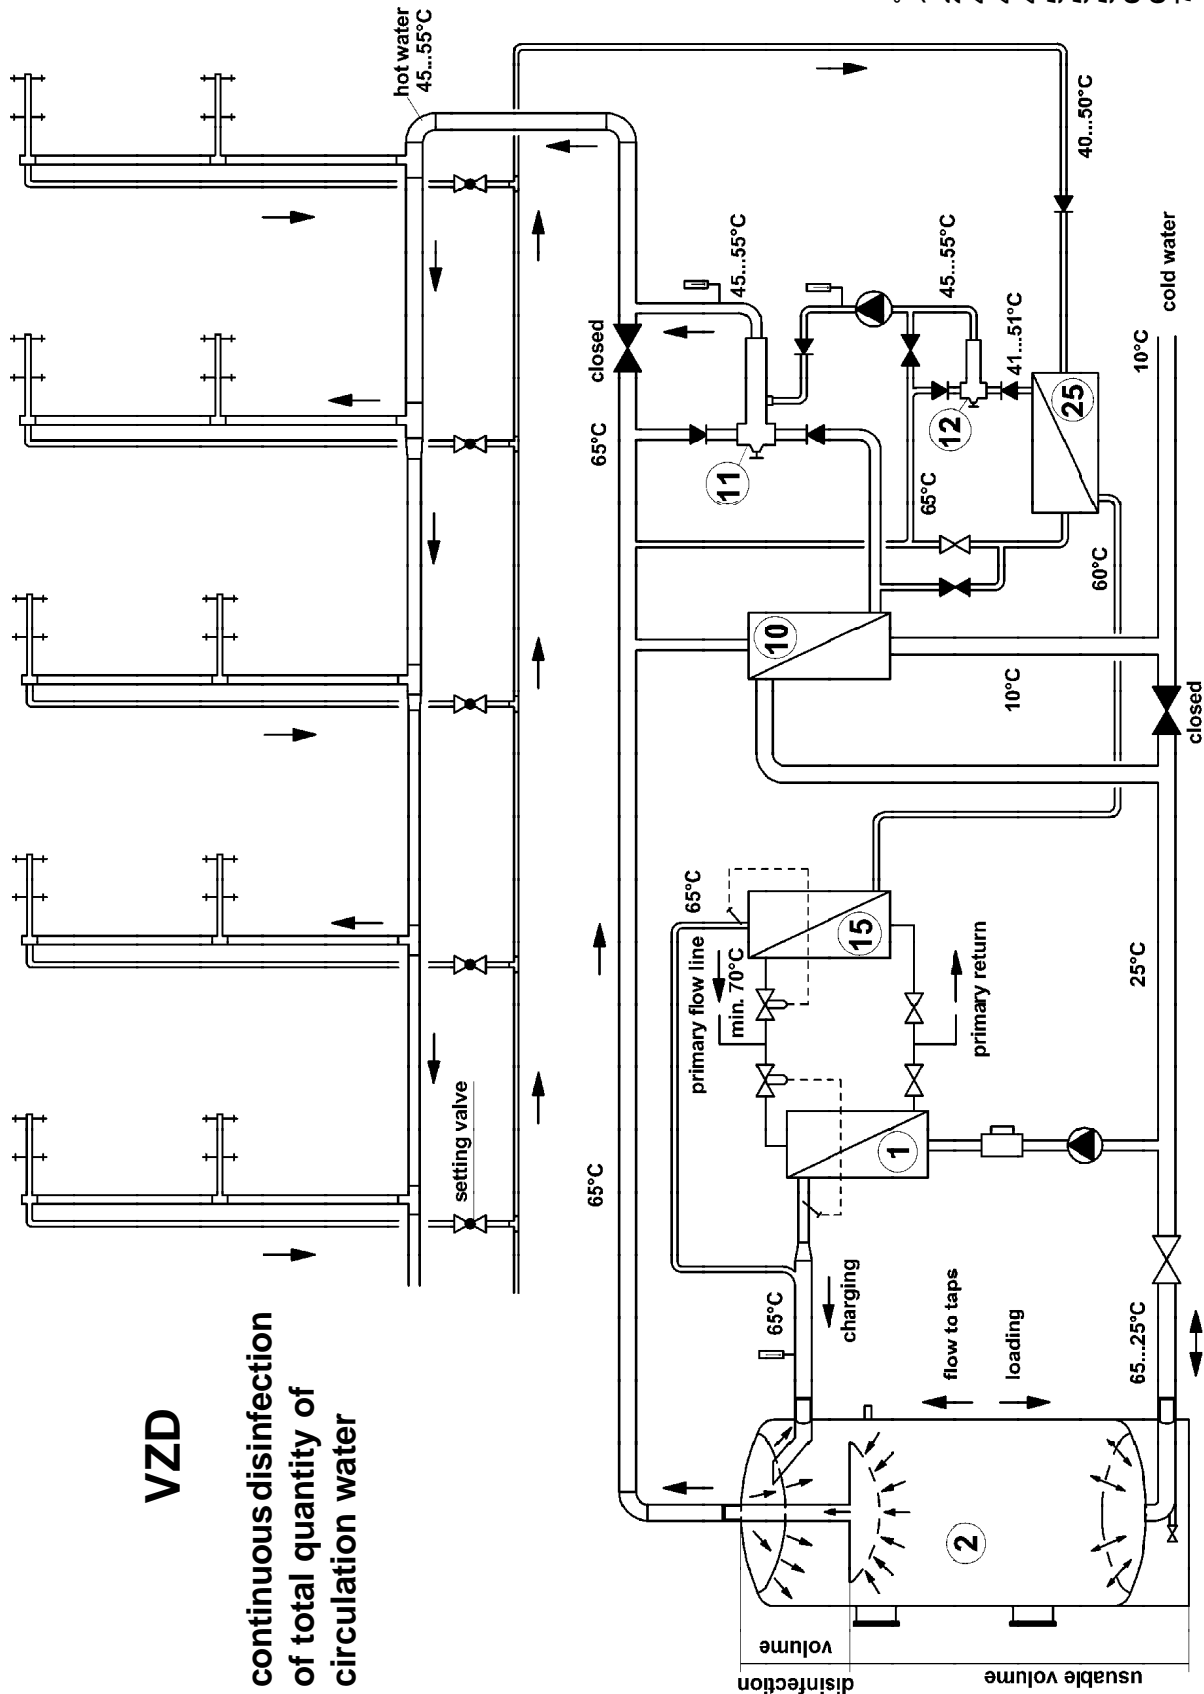 VZD
continuous disinfection
of total quantity of
circulation water
hot water
45...55°C
setting valve
40...50°C
closed
65°C
45...55°C
45...55°C
11
12
41...51°C
25
65°C
10°C
cold water
60°C
10
10°C
closed
65°C
15
primary flow line
min. 70°C
primary return
25°C
65°C
1
65°C
charging
flow to taps
loading
65...25°C
2
disinfection
volume
usuable volume